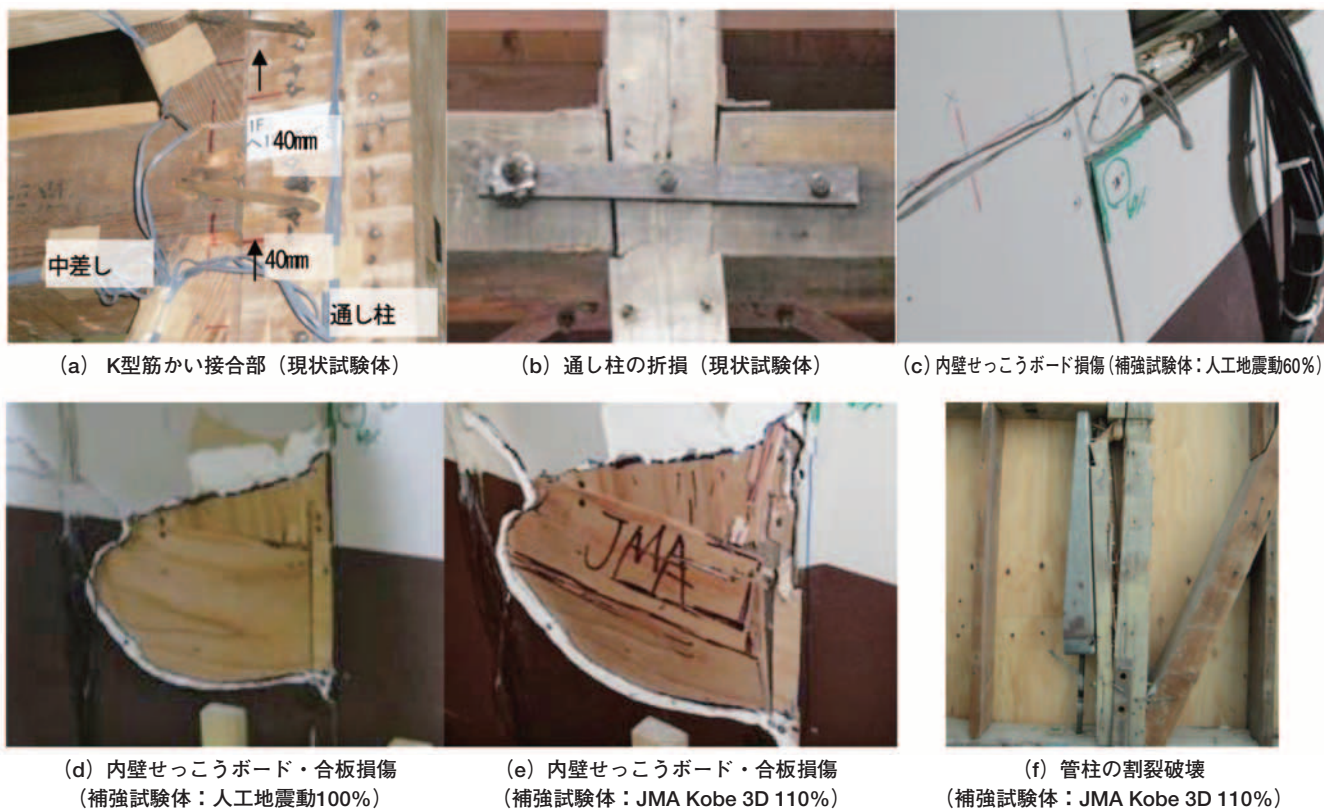 1F
へ1 40mm
40mm
中差し
通し柱
(a) K型筋かい接合部（現状試験体）
(b) 通し柱の折損（現状試験体）
60%
(c) 内壁せっこうボード損傷（補強試験体：人工地震動60％）
(d) 内壁せっこうボード・合板損傷
（補強試験体：人工地震動100％）
JMA
(e) 内壁せっこうボード・合板損傷
（補強試験体：JMA Kobe 3D 110％）
(f) 管柱の割裂破壊
（補強試験体：JMA Kobe 3D 110％）